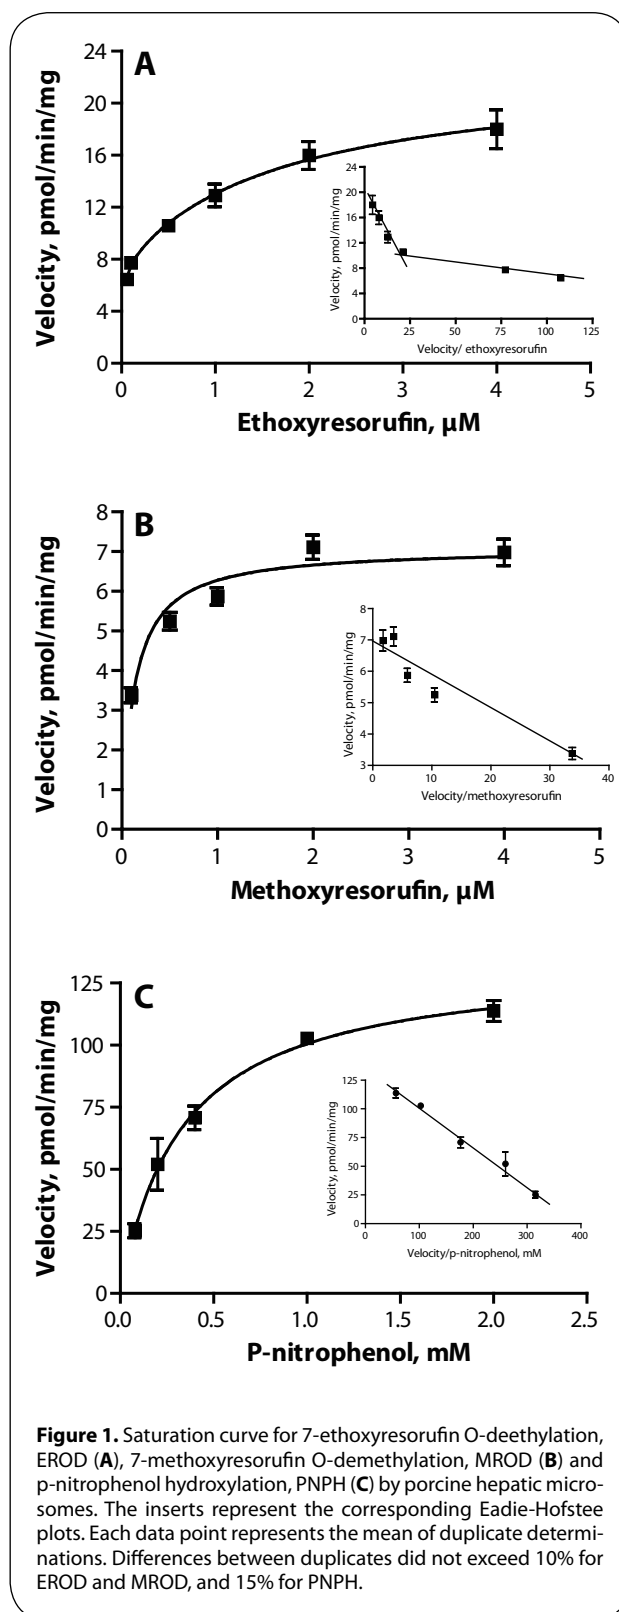 A
24
20
16
12
8
4
0
Velocity, pmol/min/mg
0 1 2 3 4 5
Ethoxyresorufin, μM
24
20
16
12
8
4
0
Velocity, pmol/min/mg
0 25 50 75 100 125
Velocity/ ethoxyresorufin
B
8
7
6
5
4
3
2
1
0
Velocity, pmol/min/mg
0 1 2 3 4 5
Methoxyresorufin, μM
8
7
6
5
4
3
Velocity, pmol/min/mg
0 10 20 30 40
Velocity/methoxyresorufin
C
125
100
75
50
25
0
Velocity, pmol/min/mg
0.0 0.5 1.0 1.5 2.0 2.5
P-nitrophenol, mM
125
100
75
50
25
0
Velocity, pmol/min/mg
0 100 200 300 400
Velocity/p-nitrophenol, mM
Figure 1. Saturation curve for 7-ethoxyresorufin O-deethylation,
EROD (A), 7-methoxyresorufin O-demethylation, MROD (B) and
p-nitrophenol hydroxylation, PNPH (C) by porcine hepatic micro-
somes. The inserts represent the corresponding Eadie-Hofstee
plots. Each data point represents the mean of duplicate determi-
nations. Differences between duplicates did not exceed 10% for
EROD and MROD, and 15% for PNPH.